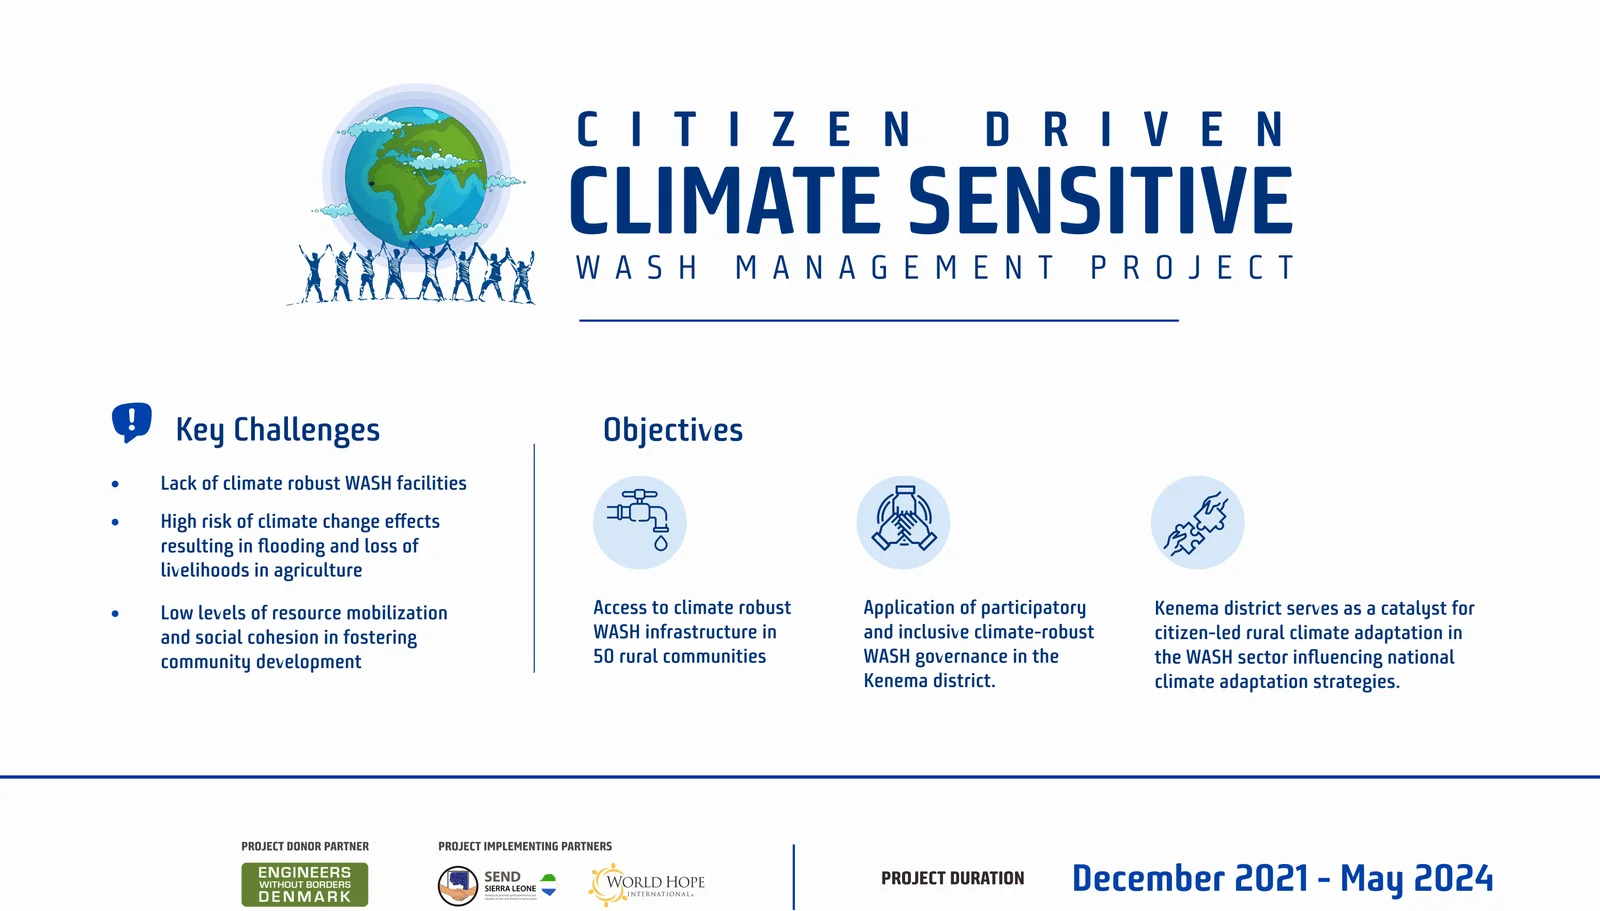 CITIZEN DRIVEN
CLIMATE SENSITIVE
WASH MANAGEMENT PROJECT
Key Challenges
• Lack of climate robust WASH facilities
• High risk of climate change effects
resulting in flooding and loss of
livelihoods in agriculture
• Low levels of resource mobilization
and social cohesion in fostering
community development
Objectives
Access to climate robust
WASH infrastructure in
50 rural communities
Application of participatory
and inclusive climate-robust
WASH governance in the
Kenema district.
Kenema district serves as a catalyst for
citizen-led rural climate adaptation in
the WASH sector influencing national
climate adaptation strategies.
PROJECT DONOR PARTNER
ENGINEERS
WITHOUT BORDERS
DENMARK
PROJECT IMPLEMENTING PARTNERS
SEND
SIERRA LEONE
WORLD HOPE
INTERNATIONAL
PROJECT DURATION
December 2021 - May 2024